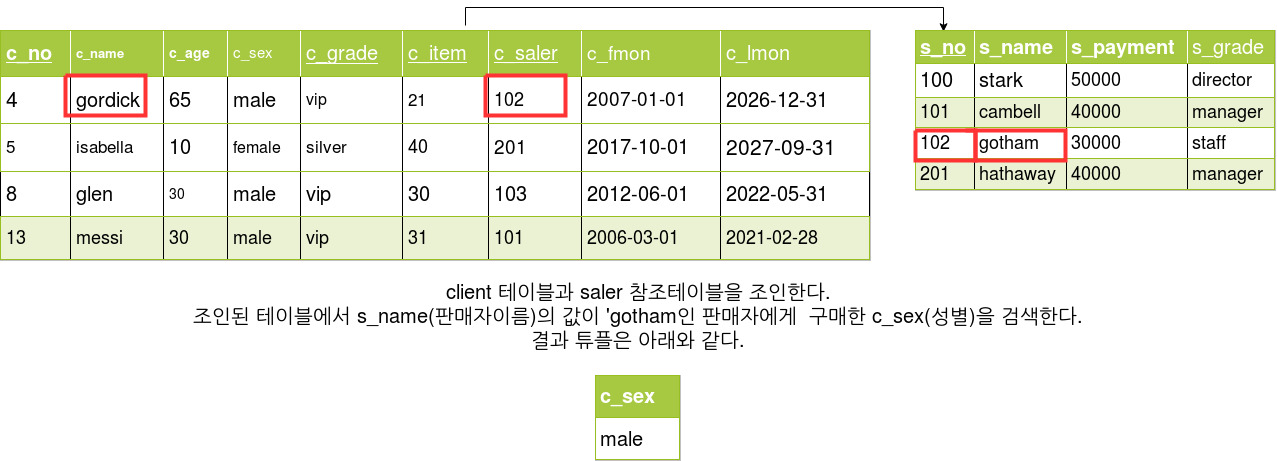 c_no c_name c_age c_sex c_grade c_item c_saler c_fmon c_lmon
4 gordick 65 male vip 21 102 2007-01-01 2026-12-31
5 isabella 10 female silver 40 201 2017-10-01 2027-09-31
8 glen 30 male vip 30 103 2012-06-01 2022-05-31
13 messi 30 male vip 31 101 2006-03-01 2021-02-28
s_no s_name s_payment s_grade
100 stark 50000 director
101 cambell 40000 manager
102 gotham 30000 staff
201 hathaway 40000 manager
client 테이블과 saler 참조테이블을 조인한다.
조인된 테이블에서 s_name(판매자이름)의 값이 'gotham인 판매자에게 구매한 c_sex(성별)을 검색한다.
결과 튜플은 아래와 같다.
c_sex
male